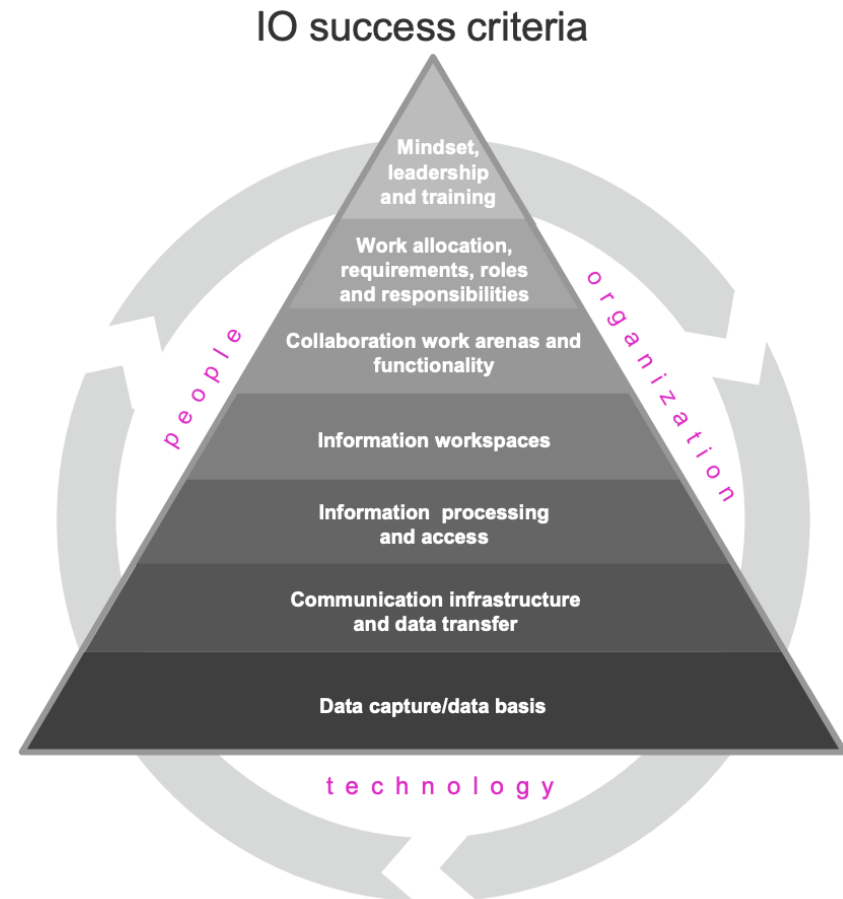 IO success criteria
Mindset,
leadership
and training
Work allocation,
requirements, roles
and responsibilities
Collaboration work arenas and
functionality
Information workspaces
Information processing
and access
Communication infrastructure
and data transfer
Data capture/data basis
people
organization
technology